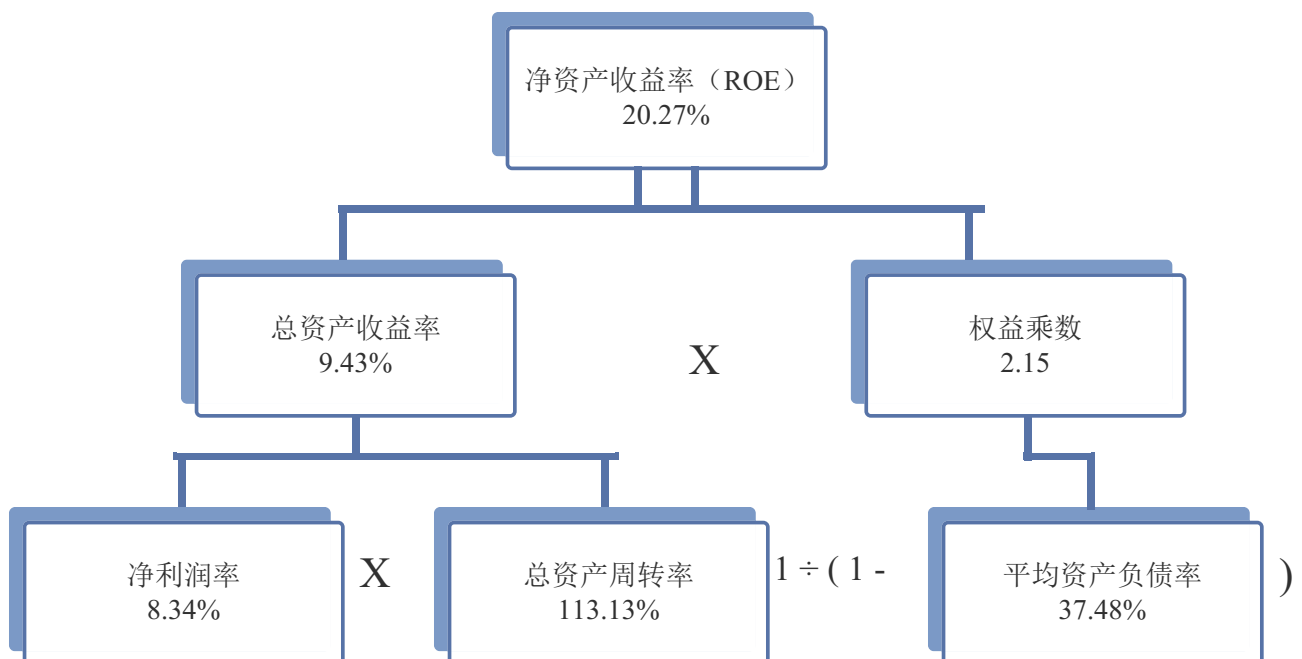 净资产收益率（ROE）
20.27%
总资产收益率
9.43%
X
权益乘数
2.15
净利润率
8.34%
X
总资产周转率
113.13%
1 ÷ ( 1 -
平均资产负债率
37.48%
)